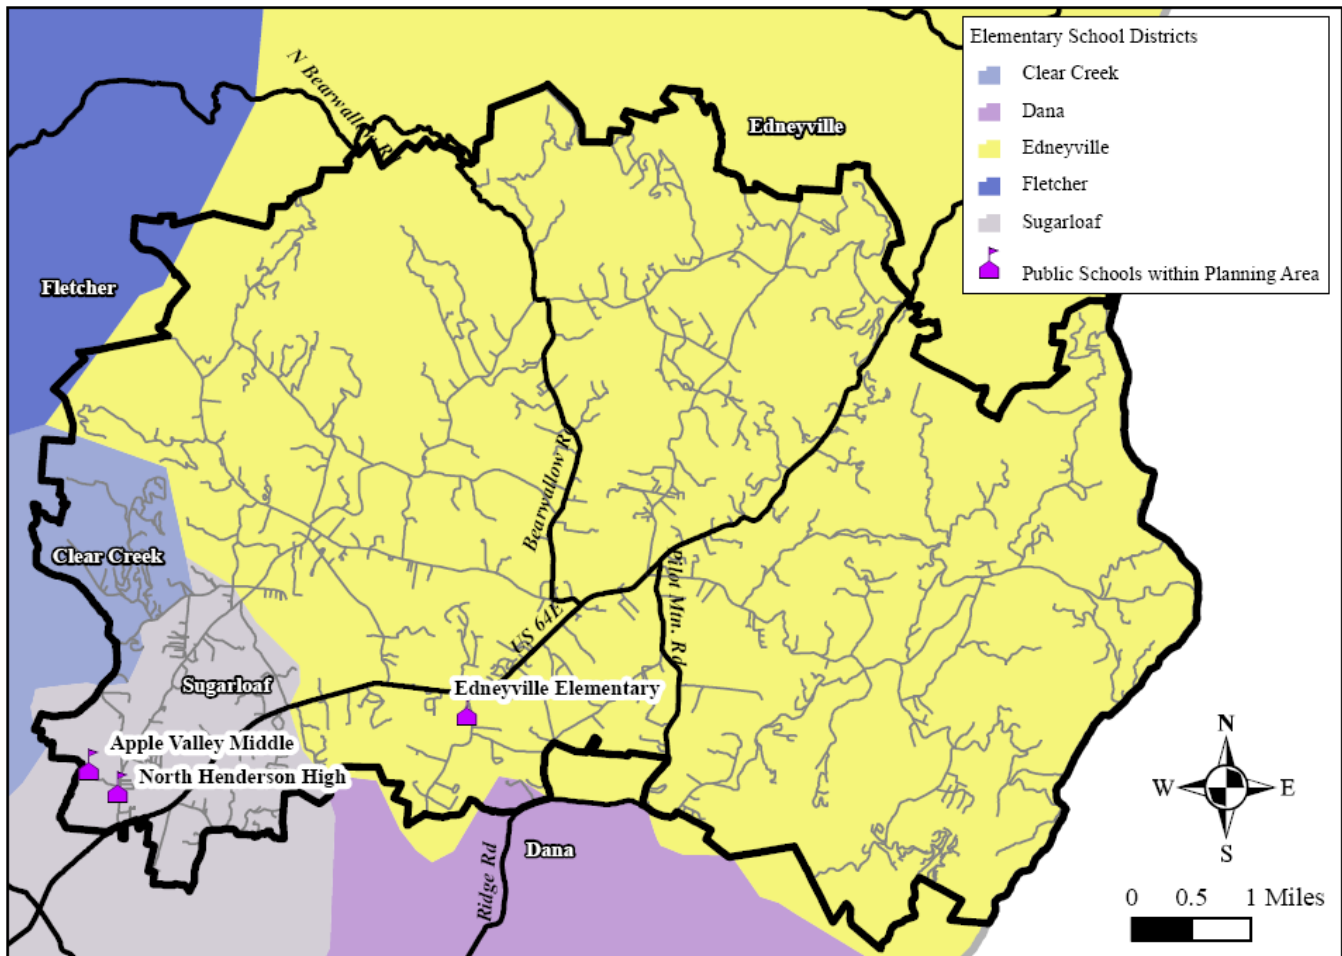 Elementary School Districts
Clear Creek
Dana
Edneyville
Fletcher
Sugarloaf
Public Schools within Planning Area
N Bearwallow Rd
Edneyville
Fletcher
Bearwallow Rd
Clear Creek
Pilot Mtn. Rd
US 64E
Sugarloaf
Edneyville Elementary
Apple Valley Middle
North Henderson High
Dana
Ridge Rd
N
W E
S
0 0.5 1 Miles